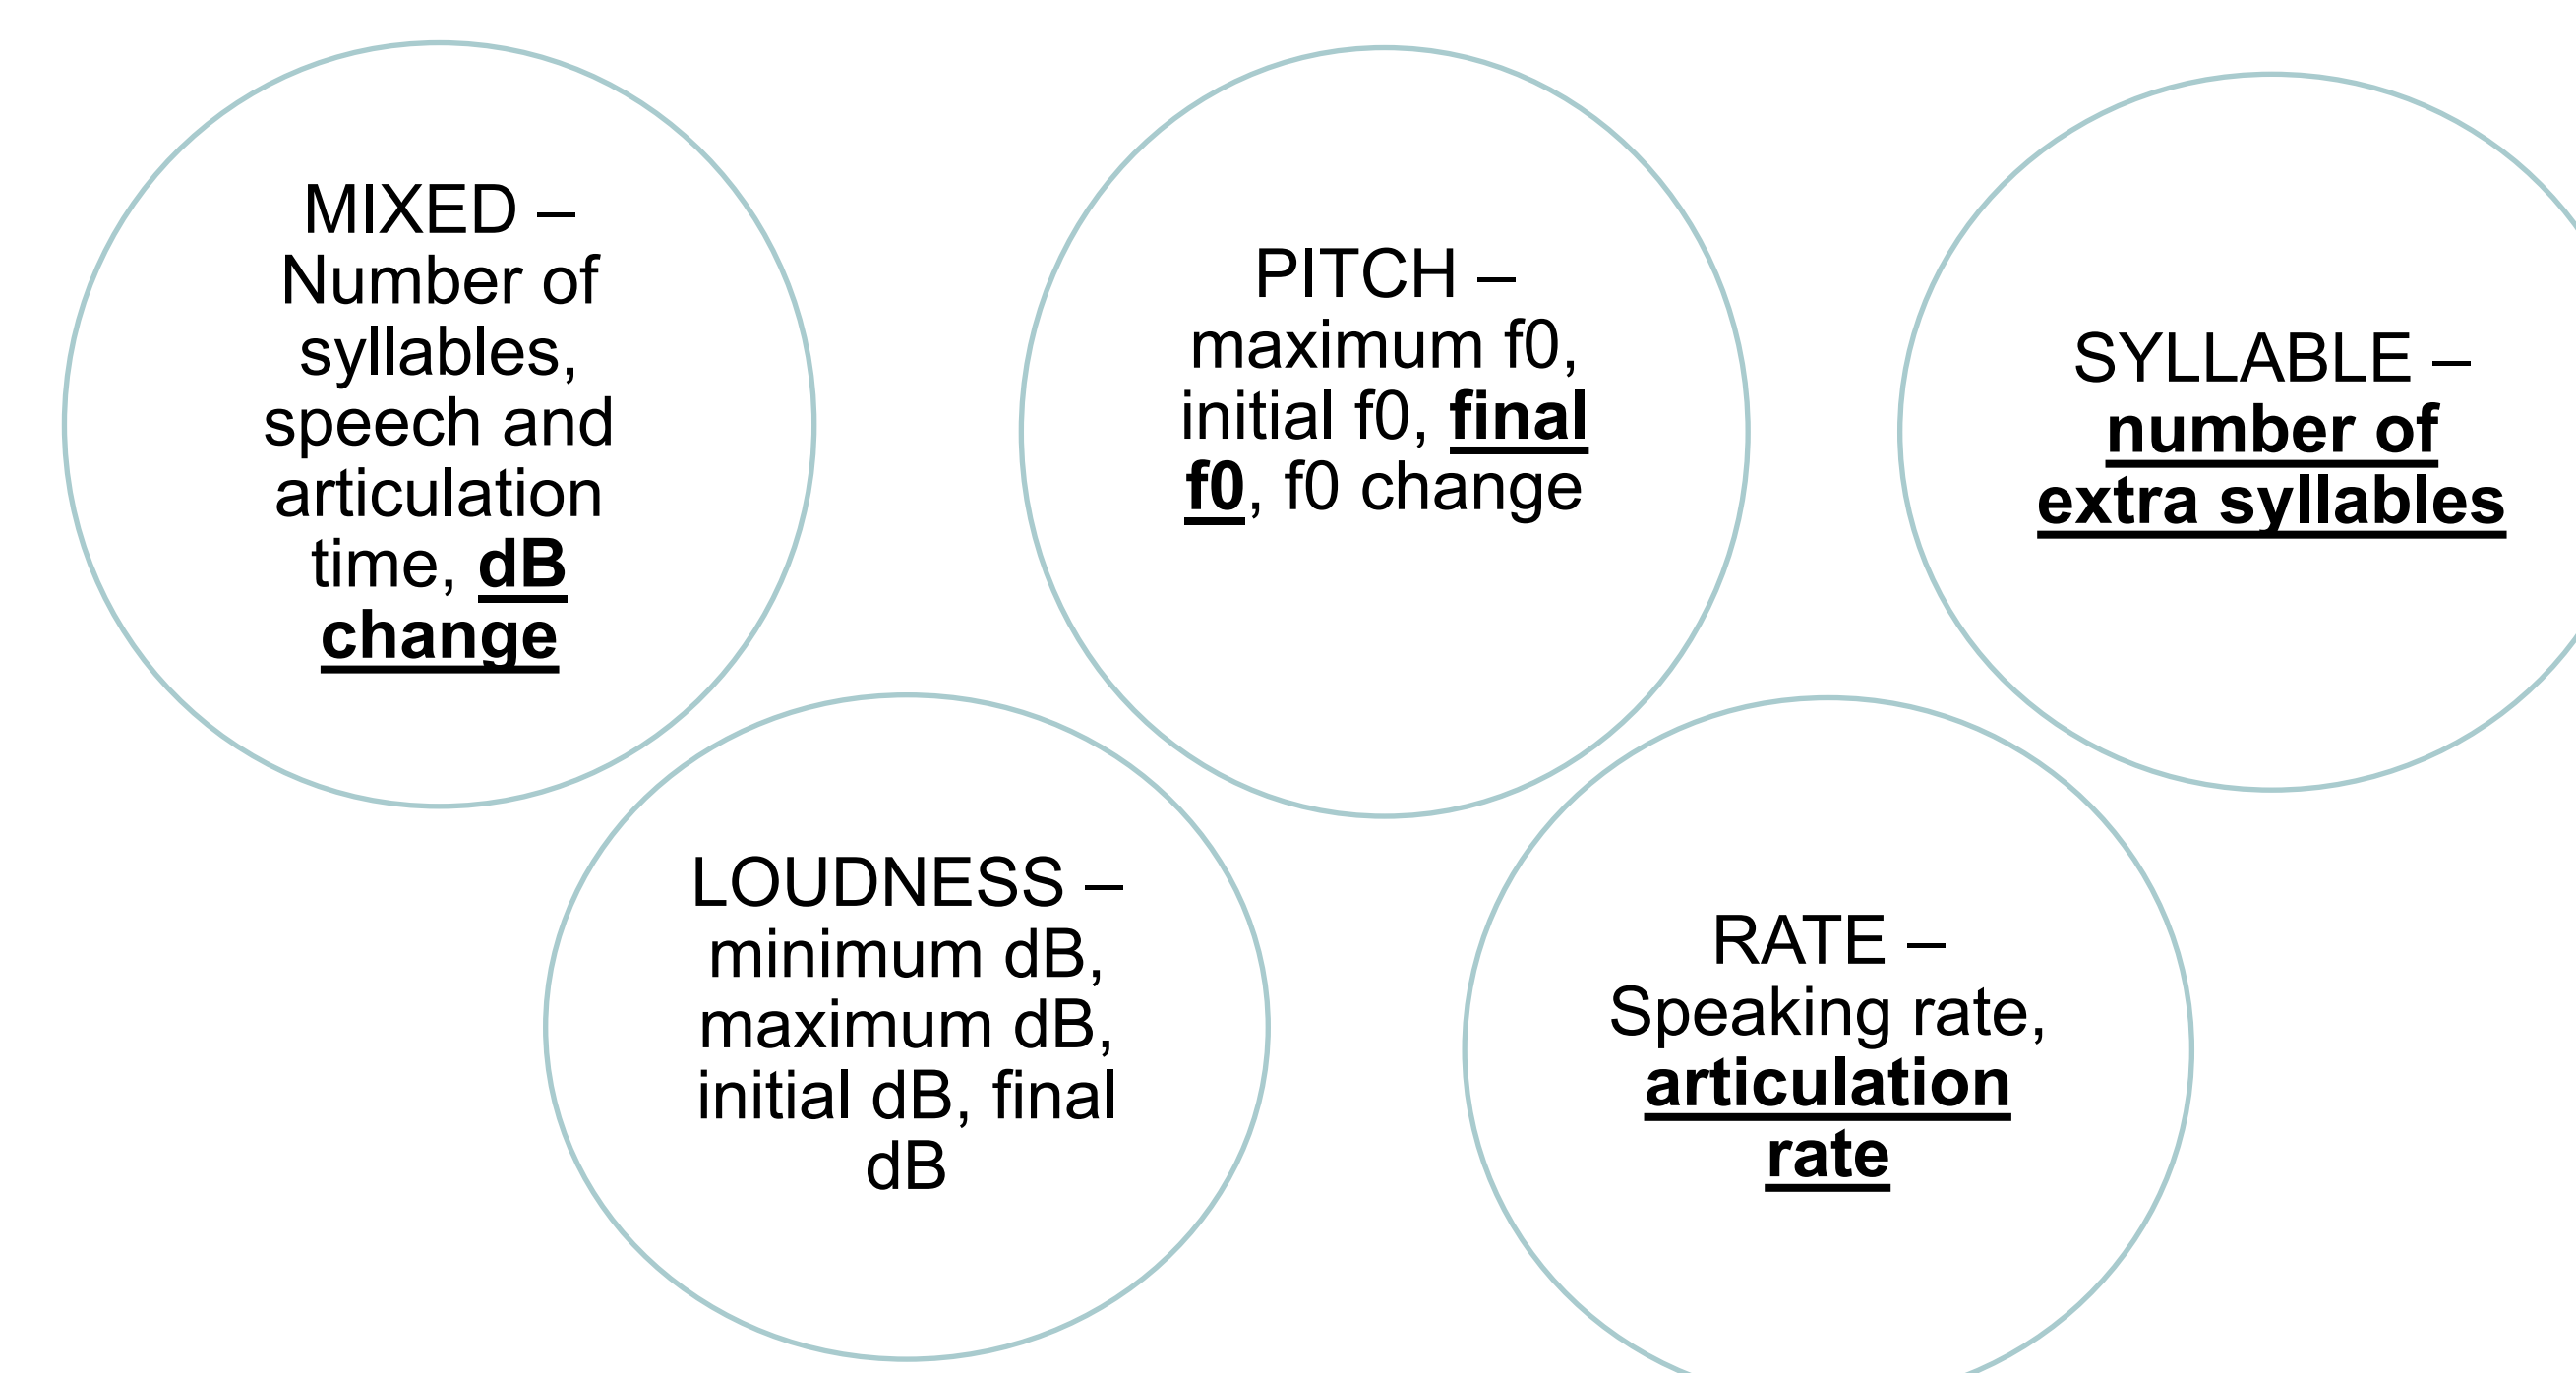 MIXED –
Number of
syllables,
speech and
articulation
time, dB
change
PITCH –
maximum f0,
initial f0, final
f0, f0 change
SYLLABLE –
number of
extra syllables
LOUDNESS –
minimum dB,
maximum dB,
initial dB, final
dB
RATE –
Speaking rate,
articulation
rate